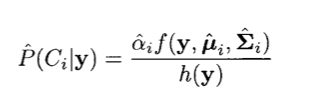 P̂(C_i|y) = α̂_i f(y, μ̂_i, Σ̂_i) / h(y)